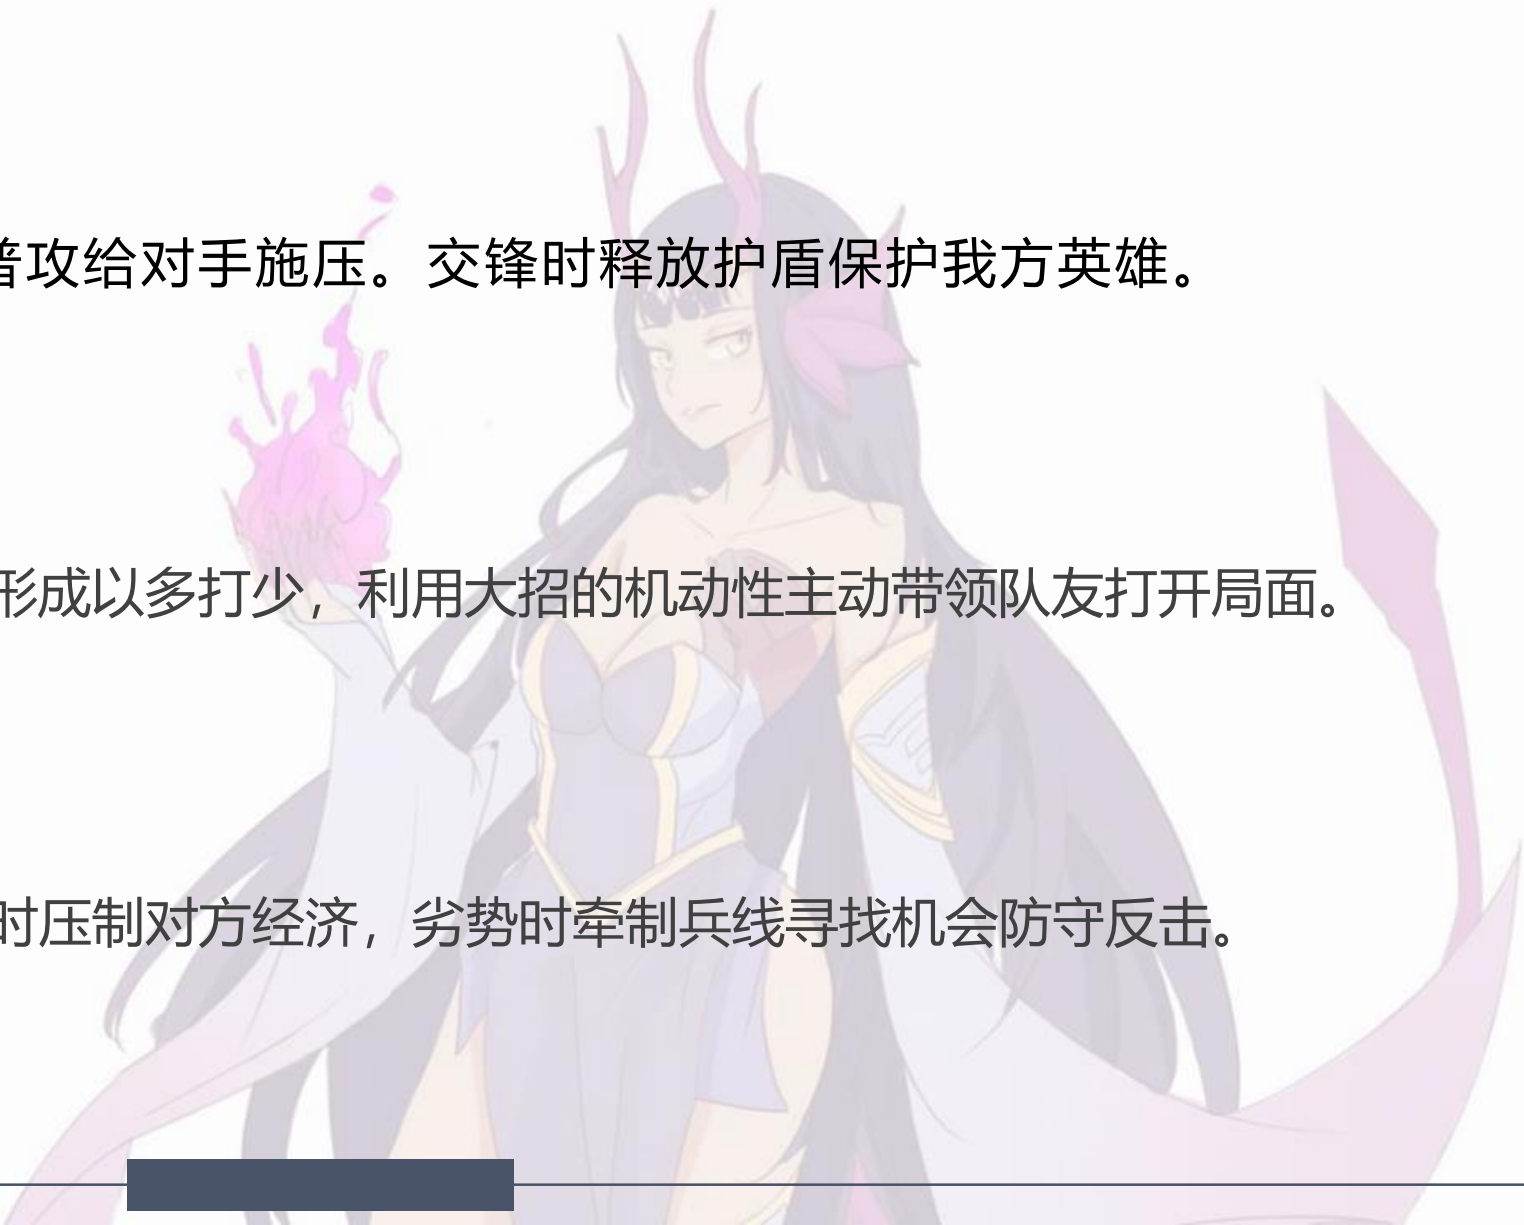 普攻给对手施压。交锋时释放护盾保护我方英雄。
形成以多打少，利用大招的机动性主动带领队友打开局面。
时压制对方经济，劣势时牵制兵线寻找机会防守反击。